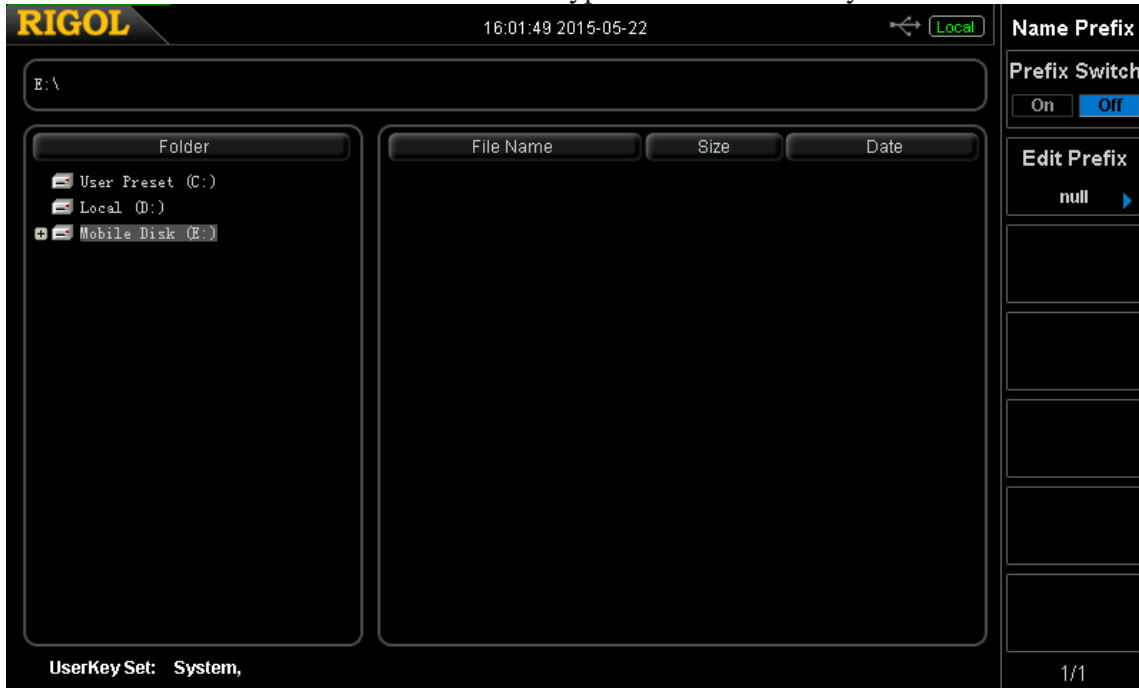 RIGOL
16:01:49 2015-05-22
Local
E:\
Folder
User Preset (C:)
Local (D:)
Mobile Disk (E:)
File Name Size Date
UserKey Set: System,
Name Prefix
Prefix Switch
On Off
Edit Prefix
null
1/1